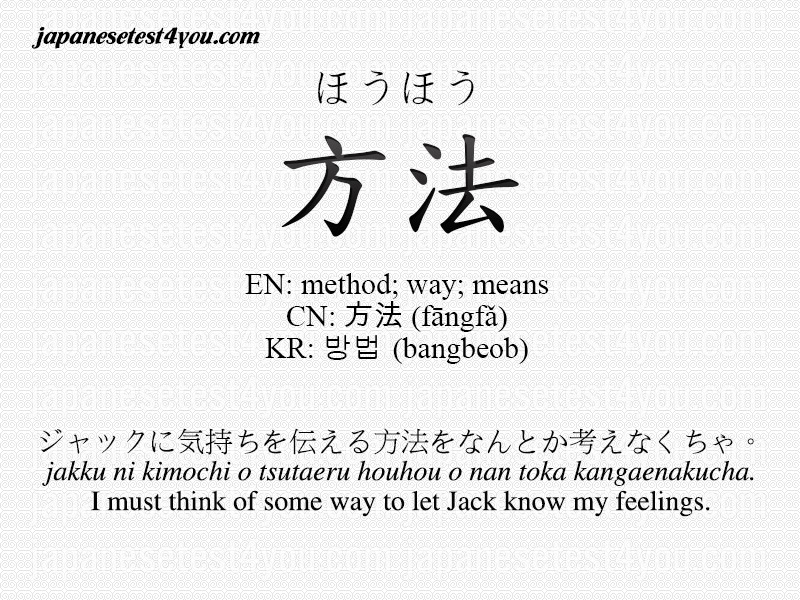 japanesetest4you.com
ほうほう
方法
EN: method; way; means
CN: 方法 (fāngfǎ)
KR: 방법 (bangbeob)
ジャックに気持ちを伝える方法をなんとか考えなくちゃ。
jakku ni kimochi o tsutaeru houhou o nan toka kangaenakucha.
I must think of some way to let Jack know my feelings.